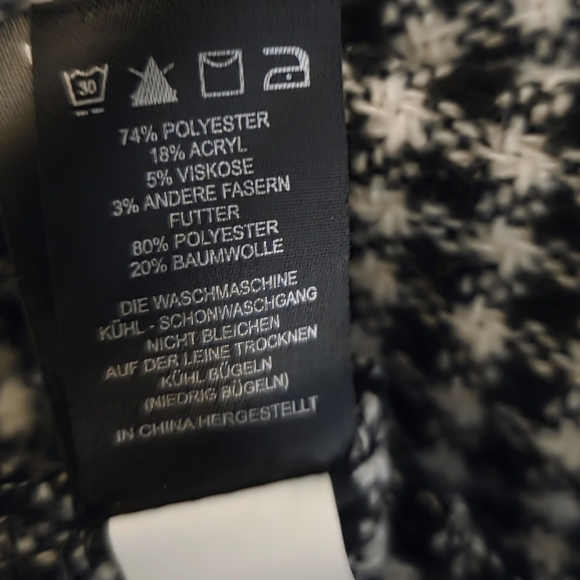 30
74% POLYESTER
18% ACRYL
5% VISKOSE
3% ANDERE FASERN
FUTTER
80% POLYESTER
20% BAUMWOLLE
DIE WASCHMASCHINE
KÜHL - SCHONWASCHGANG
NICHT BLEICHEN
AUF DER LEINE TROCKNEN
KÜHL BÜGELN
(NIEDRIG BÜGELN)
IN CHINA HERGESTELLT